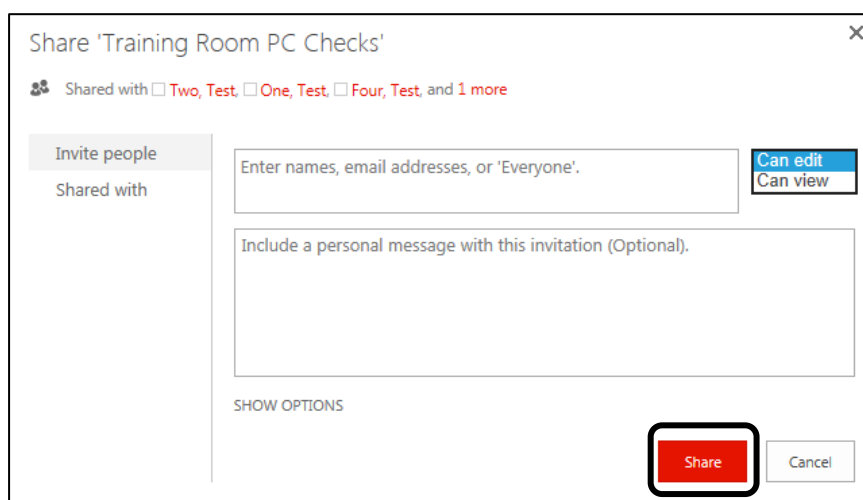 Share 'Training Room PC Checks'
Shared with Two, Test, One, Test, Four, Test, and 1 more
Invite people
Shared with
Enter names, email addresses, or 'Everyone'.
Can edit
Can view
Include a personal message with this invitation (Optional).
SHOW OPTIONS
Share
Cancel